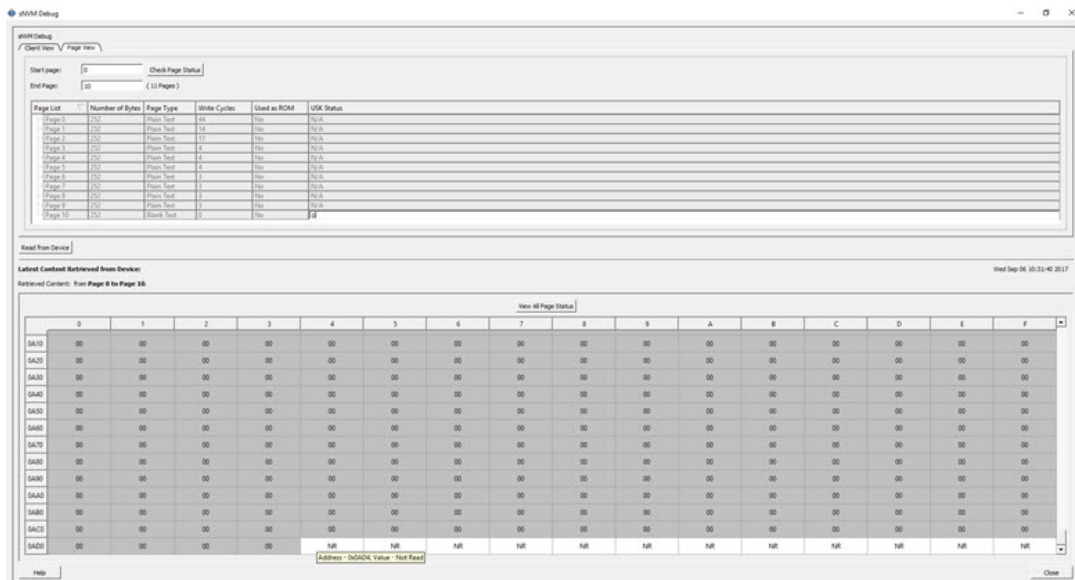 sNVM Debug
sNVM Debug
Client View Page View
Start page: 0 Check Page Status
End Page: 10 ( 11 Pages )
Page List Number of Bytes Page Type Write Cycles Used as ROM USK Status
Page 0 252 Plain Text 44 No N/A
Page 1 252 Plain Text 14 No N/A
Page 2 252 Plain Text 11 No N/A
Page 3 252 Plain Text 4 No N/A
Page 4 252 Plain Text 4 No N/A
Page 5 252 Plain Text 4 No N/A
Page 6 252 Plain Text 3 No N/A
Page 7 252 Plain Text 3 No N/A
Page 8 252 Plain Text 3 No N/A
Page 9 252 Plain Text 3 No N/A
Page 10 252 Blank Text 0 No 0
Read from Device
Latest Content Retrieved from Device: Wed Sep 06 10:31:40 2017
Retrieved Content: from Page 0 to Page 10.
View All Page Status
0 1 2 3 4 5 6 7 8 9 A B C D E F
0A10 00 00 00 00 00 00 00 00 00 00 00 00 00 00 00 00
0A20 00 00 00 00 00 00 00 00 00 00 00 00 00 00 00 00
0A30 00 00 00 00 00 00 00 00 00 00 00 00 00 00 00 00
0A40 00 00 00 00 00 00 00 00 00 00 00 00 00 00 00 00
0A50 00 00 00 00 00 00 00 00 00 00 00 00 00 00 00 00
0A60 00 00 00 00 00 00 00 00 00 00 00 00 00 00 00 00
0A70 00 00 00 00 00 00 00 00 00 00 00 00 00 00 00 00
0A80 00 00 00 00 00 00 00 00 00 00 00 00 00 00 00 00
0A90 00 00 00 00 00 00 00 00 00 00 00 00 00 00 00 00
0AA0 00 00 00 00 00 00 00 00 00 00 00 00 00 00 00 00
0AB0 00 00 00 00 00 00 00 00 00 00 00 00 00 00 00 00
0AC0 00 00 00 00 00 00 00 00 00 00 00 00 00 00 00 00
0AD0 00 00 00 00 NR NR NR NR NR NR NR NR NR NR NR NR
Address - 0x0AD4, Value - Not Read
Help Close